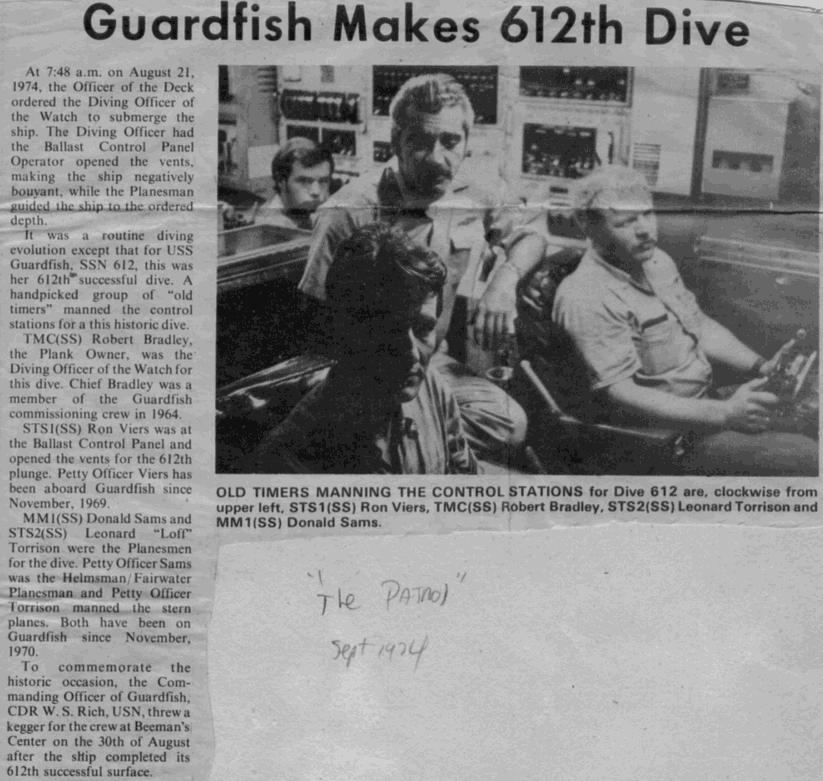 Guardfish Makes 612th Dive
At 7:48 a.m. on August 21,
1974, the Officer of the Deck
ordered the Diving Officer of
the Watch to submerge the
ship. The Diving Officer had
the Ballast Control Panel
Operator opened the vents,
making the ship negatively
bouyant, while the Planesman
guided the ship to the ordered
depth.
It was a routine diving
evolution except that for USS
Guardfish, SSN 612, this was
her 612th successful dive. A
handpicked group of "old
timers" manned the control
stations for a this historic dive.
TMC(SS) Robert Bradley,
the Plank Owner, was the
Diving Officer of the Watch for
this dive. Chief Bradley was a
member of the Guardfish
commissioning crew in 1964.
STS1(SS) Ron Viers was at
the Ballast Control Panel and
opened the vents for the 612th
plunge. Petty Officer Viers has
been aboard Guardfish since
November, 1969.
MM1(SS) Donald Sams and
STS2(SS) Leonard "Loff"
Torrison were the Planesmen
for the dive. Petty Officer Sams
was the Helmsman/Fairwater
Planesman and Petty Officer
Torrison manned the stern
planes. Both have been on
Guardfish since November,
1970.
To commemorate the
historic occasion, the Com-
manding Officer of Guardfish,
CDR W. S. Rich, USN, threw a
kegger for the crew at Beeman's
Center on the 30th of August
after the ship completed its
612th successful surface.
OLD TIMERS MANNING THE CONTROL STATIONS for Dive 612 are, clockwise from
upper left, STS1(SS) Ron Viers, TMC(SS) Robert Bradley, STS2(SS) Leonard Torrison and
MM1(SS) Donald Sams.
"The PATROL"
Sept 1974